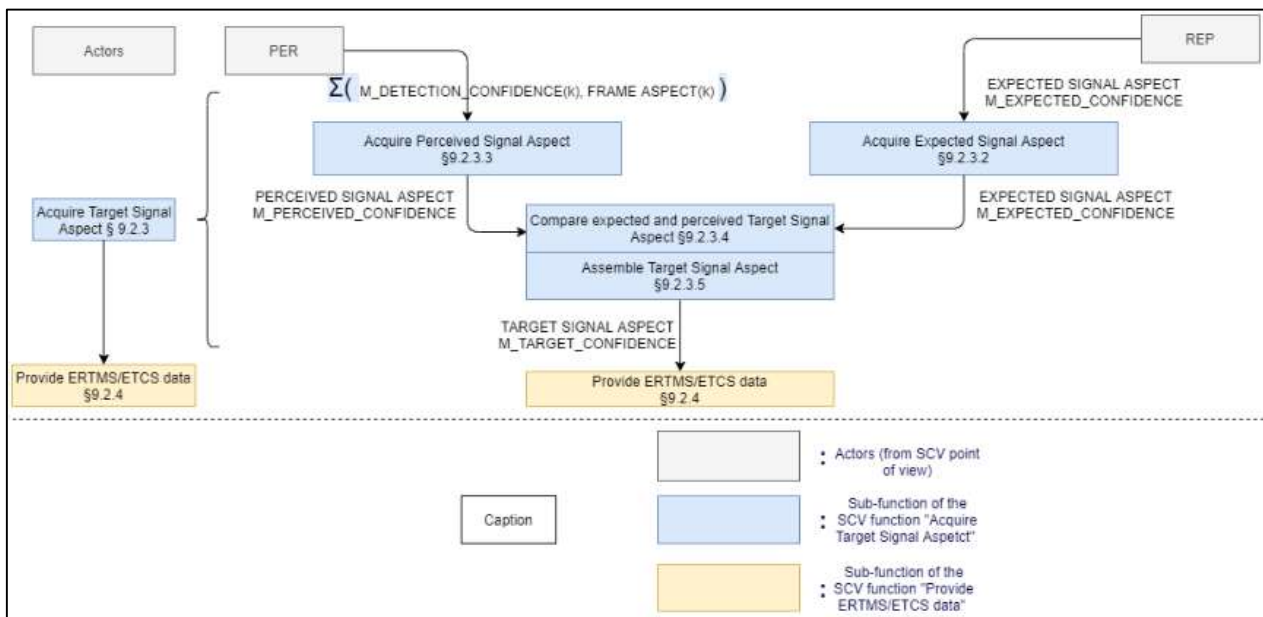 Actors
PER
REP
Σ( M_DETECTION_CONFIDENCE(k), FRAME ASPECT(k) )
EXPECTED SIGNAL ASPECT
M_EXPECTED_CONFIDENCE
Acquire Perceived Signal Aspect
§9.2.3.3
Acquire Expected Signal Aspect
§9.2.3.2
PERCEIVED SIGNAL ASPECT
M_PERCEIVED_CONFIDENCE
EXPECTED SIGNAL ASPECT
M_EXPECTED_CONFIDENCE
Acquire Target Signal
Aspect § 9.2.3
Compare expected and perceived Target Signal
Aspect §9.2.3.4
Assemble Target Signal Aspect
§9.2.3.5
TARGET SIGNAL ASPECT
M_TARGET_CONFIDENCE
Provide ERTMS/ETCS data
§9.2.4
Provide ERTMS/ETCS data
§9.2.4
: Actors (from SCV point
of view)
Caption
Sub-function of the
: SCV function "Acquire
Target Signal Aspetct"
Sub-function of the
: SCV function "Provide
ERTMS/ETCS data"